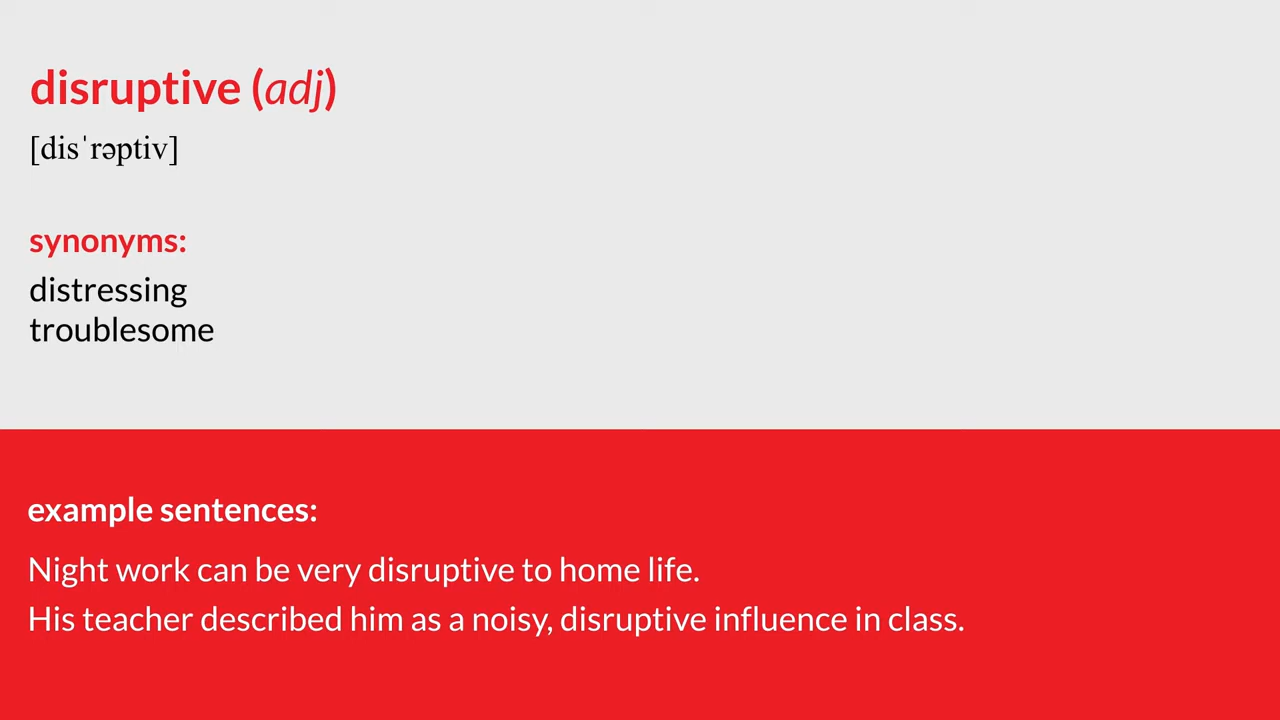 disruptive (adj)
[disˈrəptiv]
synonyms:
distressing
troublesome
example sentences:
Night work can be very disruptive to home life.
His teacher described him as a noisy, disruptive influence in class.